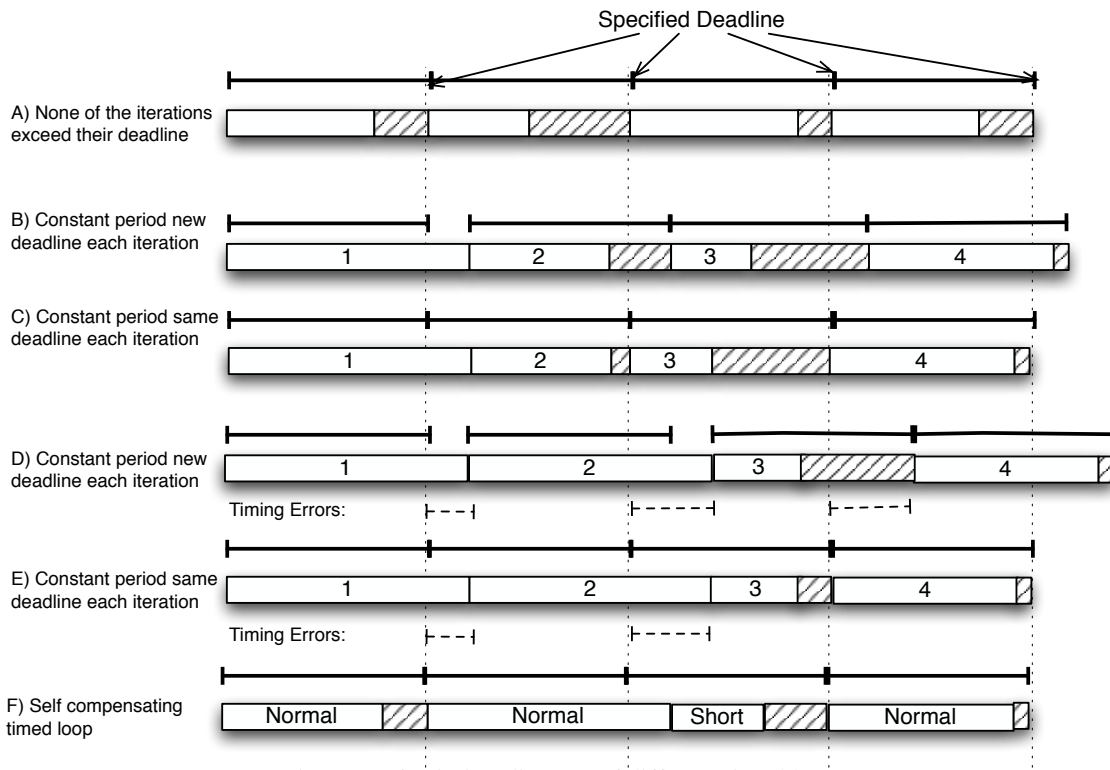 Specified Deadline
A) None of the iterations
exceed their deadline
B) Constant period new
deadline each iteration
1 2 3 4
C) Constant period same
deadline each iteration
1 2 3 4
D) Constant period new
deadline each iteration
1 2 3 4
Timing Errors:
E) Constant period same
deadline each iteration
1 2 3 4
Timing Errors:
F) Self compensating
timed loop
Normal Normal Short Normal